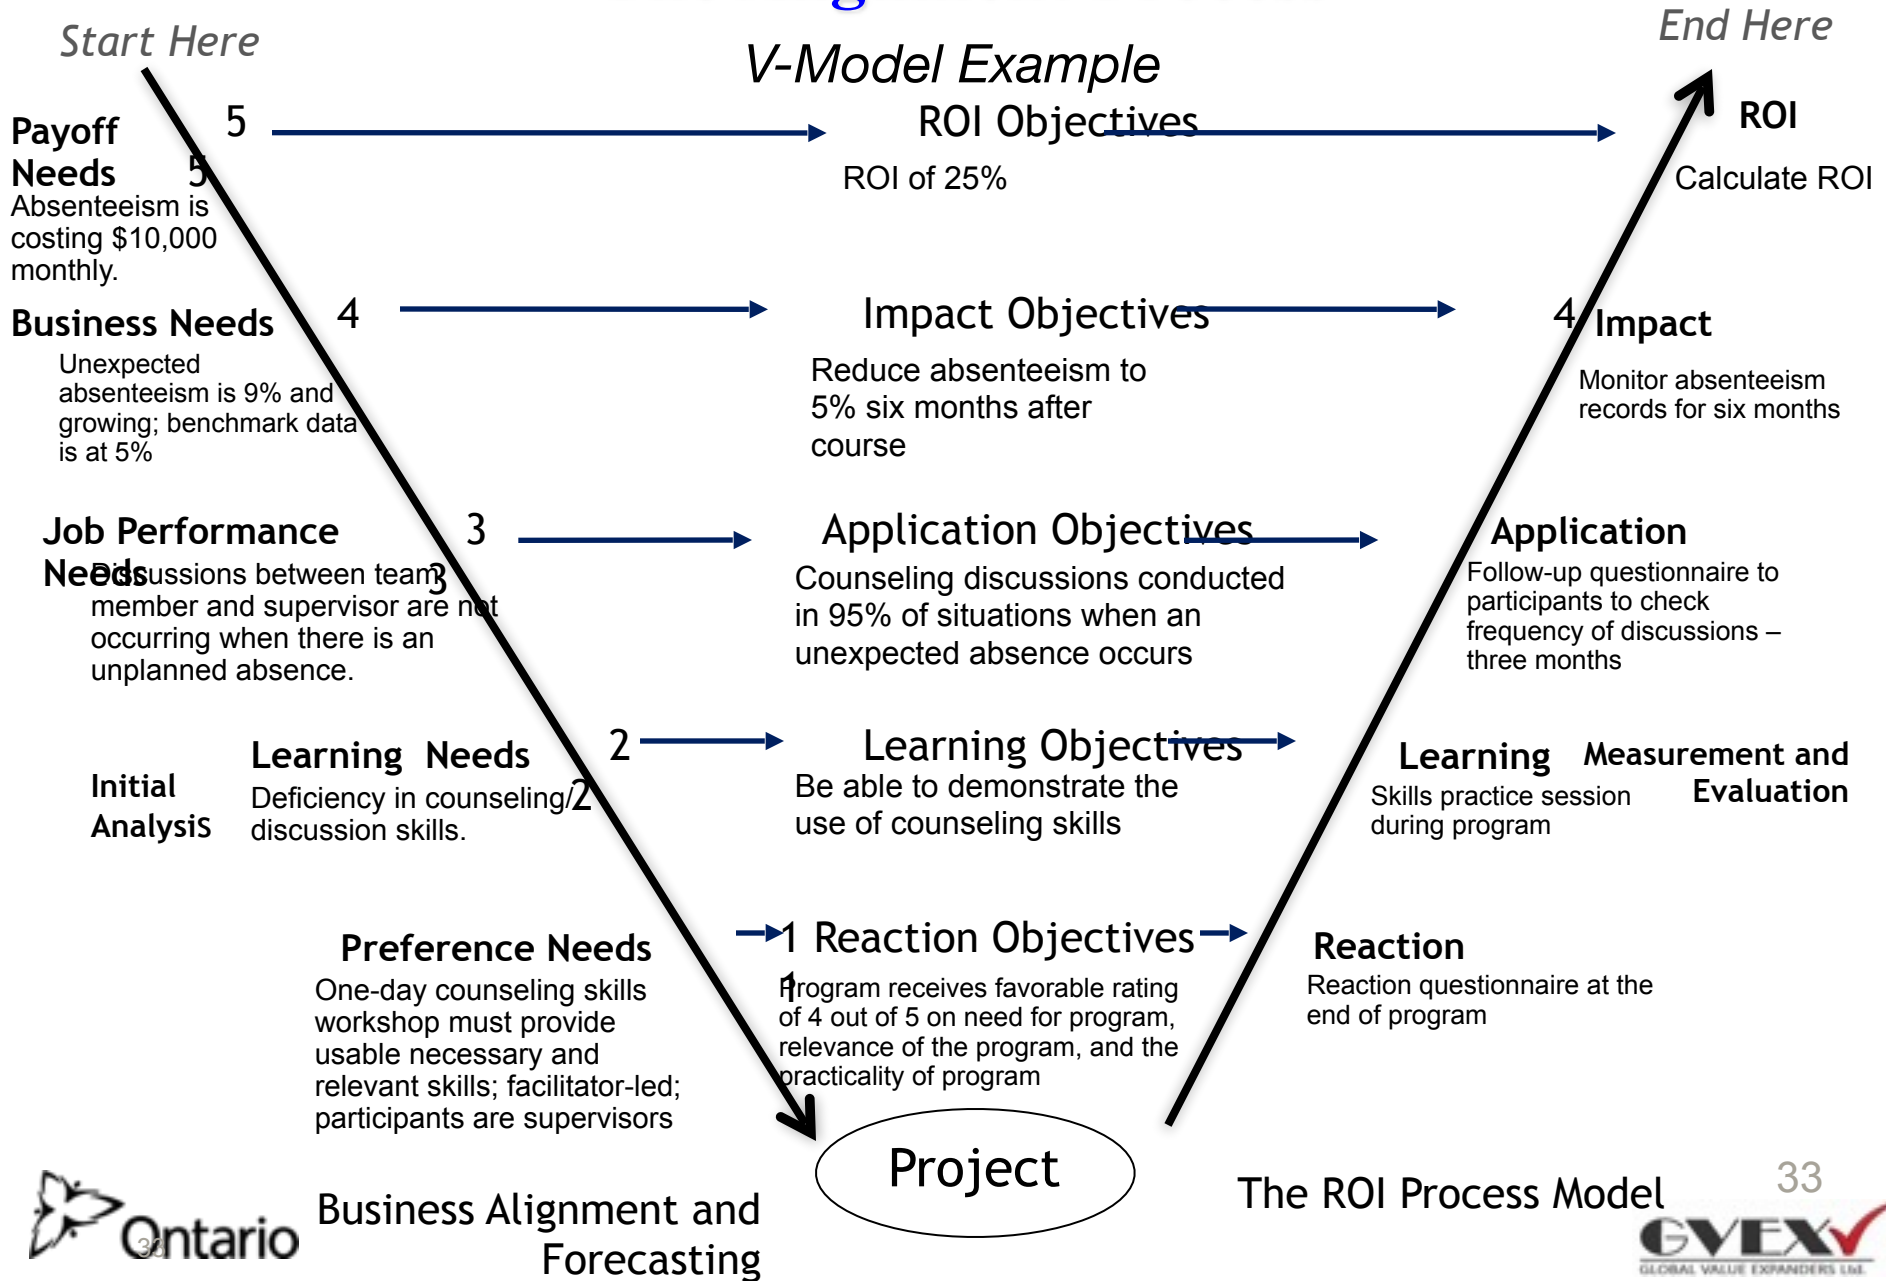 Start Here
End Here
V-Model Example
Payoff
Needs
5
5
Absenteeism is
costing $10,000
monthly.
ROI Objectives
ROI of 25%
ROI
Calculate ROI
Business Needs
4
Unexpected
absenteeism is 9% and
growing; benchmark data
is at 5%
Impact Objectives
Reduce absenteeism to
5% six months after
course
4
Impact
Monitor absenteeism
records for six months
Job Performance
Needs
3
3
Discussions between team
member and supervisor are not
occurring when there is an
unplanned absence.
Application Objectives
Counseling discussions conducted
in 95% of situations when an
unexpected absence occurs
Application
Follow-up questionnaire to
participants to check
frequency of discussions –
three months
Initial
Analysis
Learning Needs
2
2
Deficiency in counseling/
discussion skills.
Learning Objectives
Be able to demonstrate the
use of counseling skills
Learning
Skills practice session
during program
Measurement and
Evaluation
Preference Needs
One-day counseling skills
workshop must provide
usable necessary and
relevant skills; facilitator-led;
participants are supervisors
1 Reaction Objectives
1
Program receives favorable rating
of 4 out of 5 on need for program,
relevance of the program, and the
practicality of program
Reaction
Reaction questionnaire at the
end of program
Project
Business Alignment and
Forecasting
The ROI Process Model
33
Ontario
33
GVEX
GLOBAL VALUE EXPANDERS Ltd.